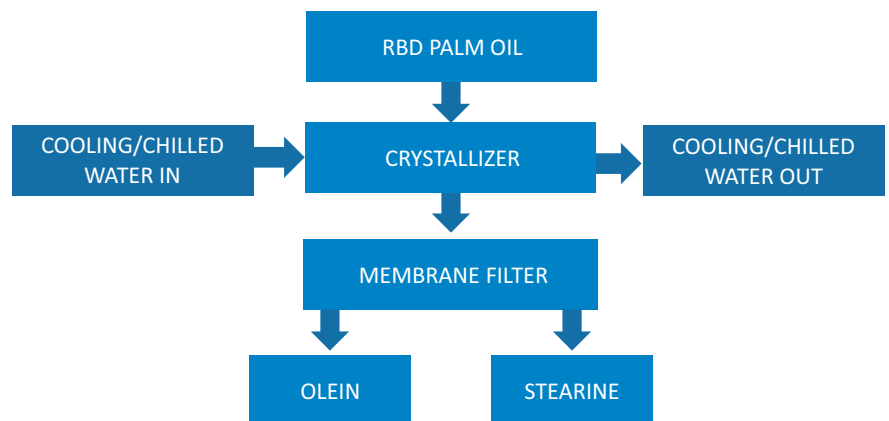 RBD PALM OIL
COOLING/CHILLED
WATER IN
CRYSTALLIZER
COOLING/CHILLED
WATER OUT
MEMBRANE FILTER
OLEIN
STEARINE